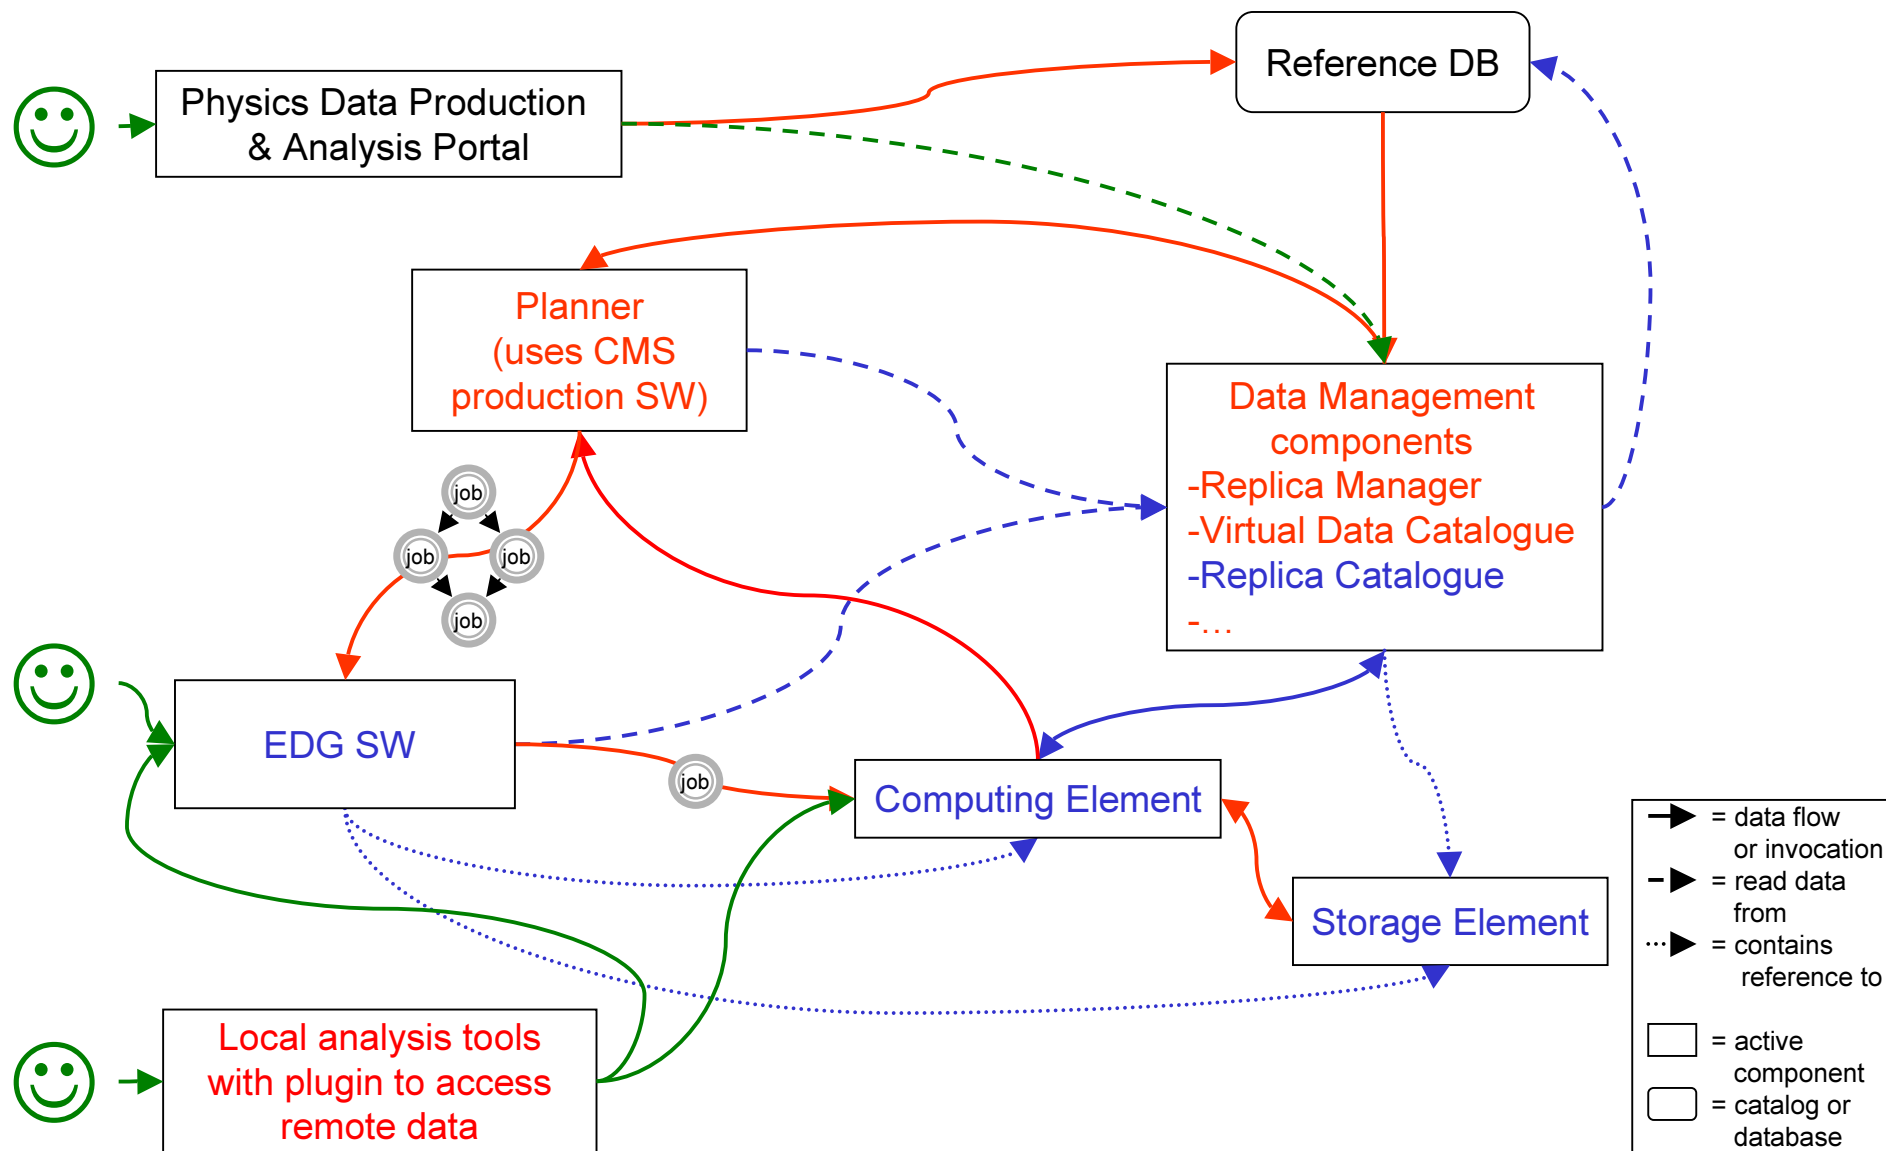 Reference DB
Physics Data Production
& Analysis Portal
Planner
(uses CMS
production SW)
Data Management
components
-Replica Manager
-Virtual Data Catalogue
-Replica Catalogue
-...
job
job
job
job
EDG SW
job
Computing Element
Storage Element
Local analysis tools
with plugin to access
remote data
= data flow
or invocation
= read data
from
= contains
reference to
= active
component
= catalog or
database